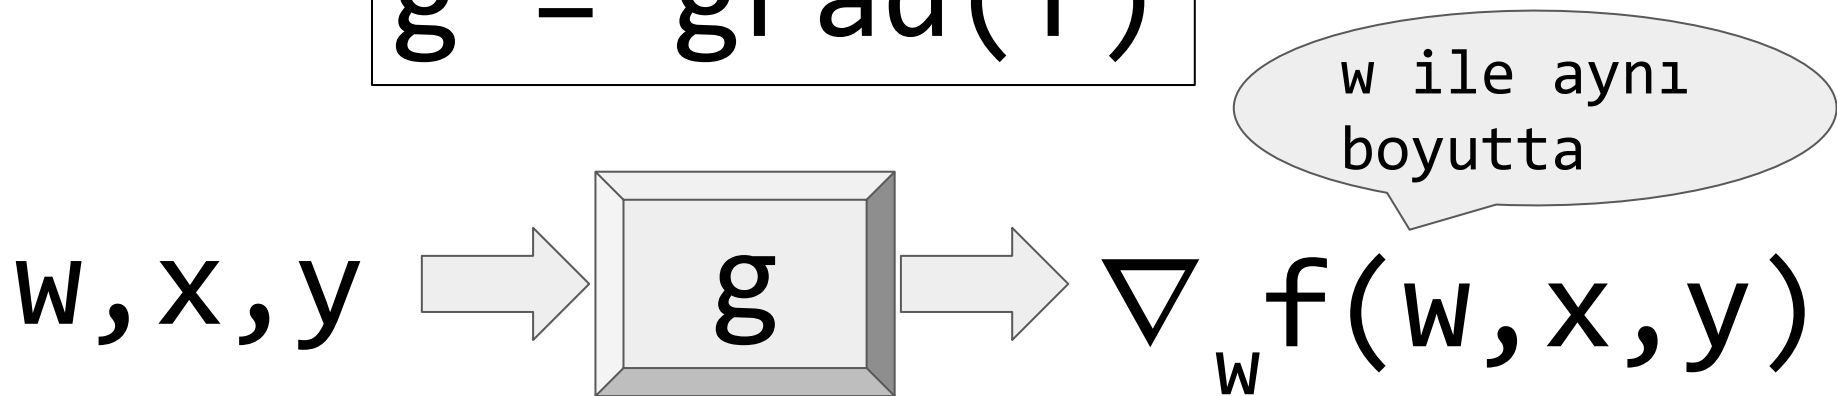 g = grad(f)
w ile aynı
boyutta
w,x,y
g
∇wf(w,x,y)